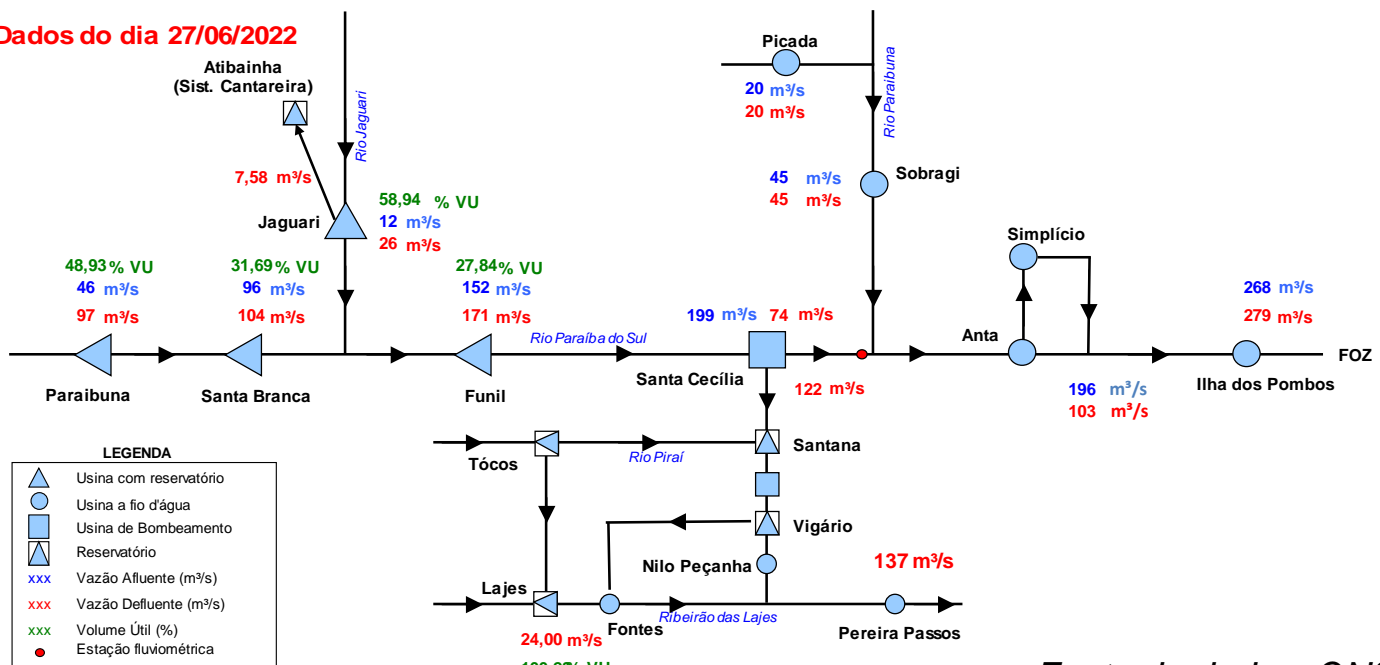 Dados do dia 27/06/2022
Atibainha
(Sist. Cantareira)
Rio Jaguari
7,58 m³/s
Jaguari
58,94 % VU
12 m³/s
26 m³/s
Picada
20 m³/s
20 m³/s
Rio Paraibuna
45 m³/s
45 m³/s
Sobragi
48,93% VU
46 m³/s
97 m³/s
Paraibuna
31,69% VU
96 m³/s
104 m³/s
Santa Branca
27,84% VU
152 m³/s
171 m³/s
Funil
Rio Paraíba do Sul
199 m³/s 74 m³/s
Santa Cecília
122 m³/s
Simplício
Anta
196 m³/s
103 m³/s
268 m³/s
279 m³/s
Ilha dos Pombos
FOZ
Tócos
Rio Piraí
Santana
Vigário
Nilo Peçanha
137 m³/s
Lajes
Fontes
Ribeirão das Lajes
Pereira Passos
24,00 m³/s
LEGENDA
Usina com reservatório
Usina a fio d'água
Usina de Bombeamento
Reservatório
xxx Vazão Afluente (m³/s)
xxx Vazão Defluente (m³/s)
xxx Volume Útil (%)
Estação fluviométrica